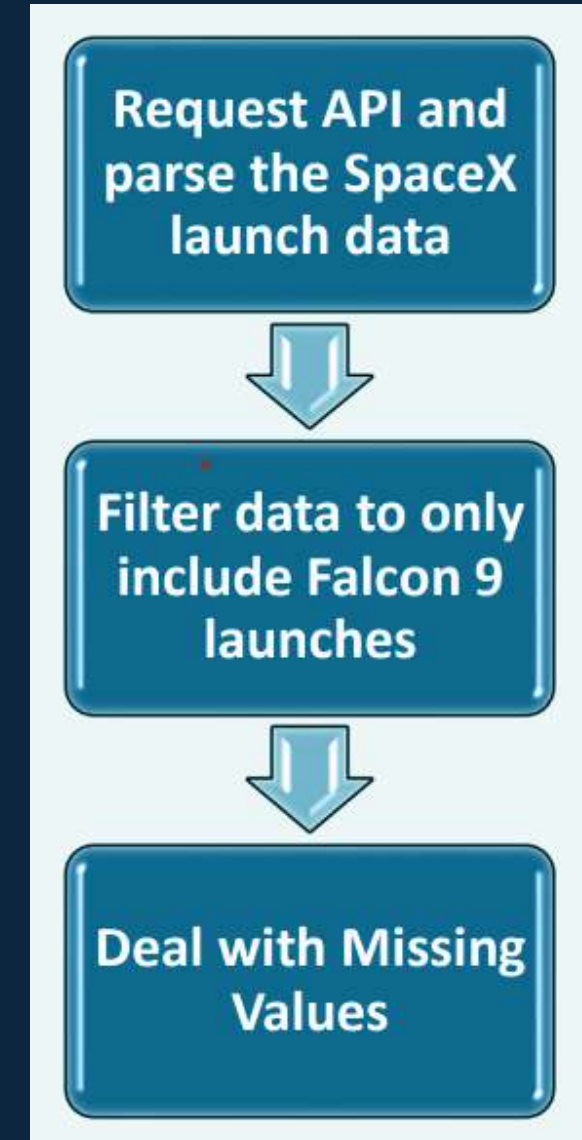 Request API and
parse the SpaceX
launch data
Filter data to only
include Falcon 9
launches
Deal with Missing
Values